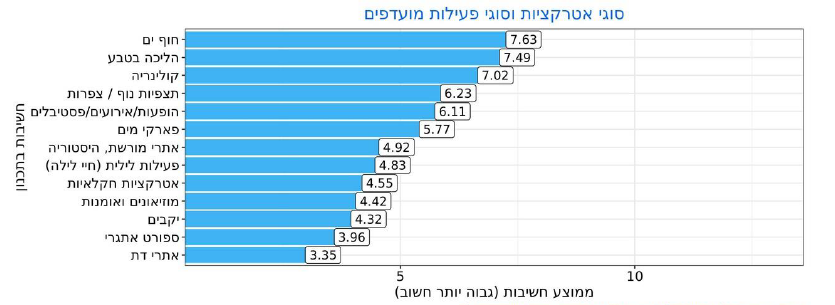 סוגי אטרקציות וסוגי פעילות מועדפים
חשיבות בתכנון
חוף ים 7.63
הליכה בטבע 7.49
קולינריה 7.02
תצפיות נוף / צפרות 6.23
הופעות/אירועים/פסטיבלים 6.11
פארקי מים 5.77
אתרי מורשת, היסטוריה 4.92
פעילות לילית (חיי לילה) 4.83
אטרקציות חקלאיות 4.55
מוזיאונים ואומנות 4.42
יקבים 4.32
ספורט אתגרי 3.96
אתרי דת 3.35
5 10
ממוצע חשיבות (גבוה יותר חשוב)